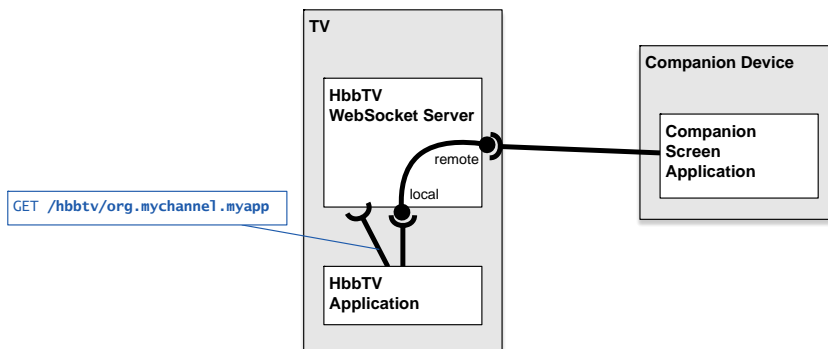 TV
HbbTV
WebSocket Server
remote
local
GET /hbbtv/org.mychannel.myapp
HbbTV
Application
Companion Device
Companion
Screen
Application